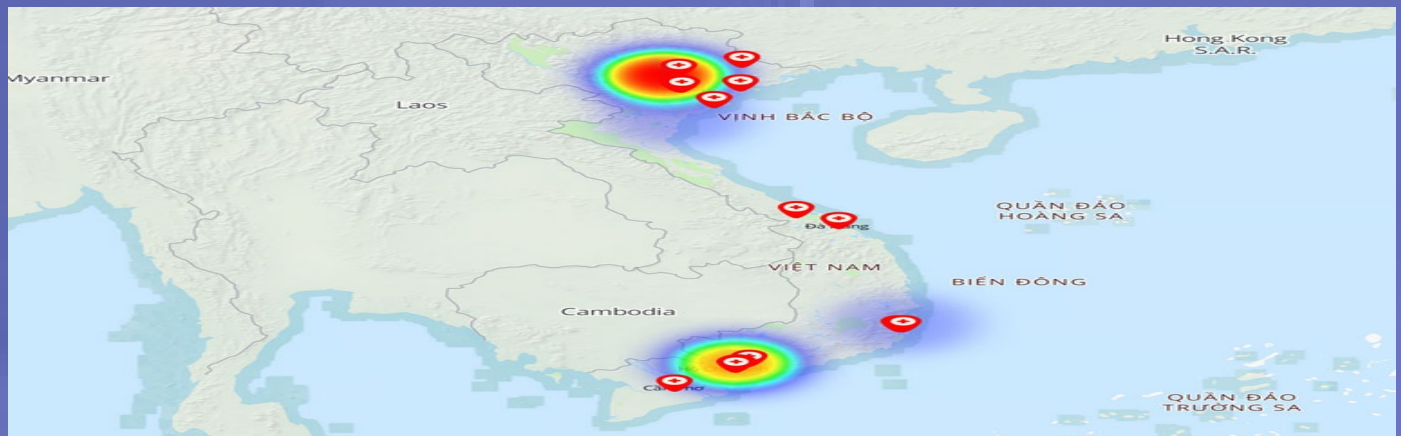 Hong Kong
S.A.R.
Myanmar
Laos
VỊNH BẮC BỘ
QUẦN ĐẢO
HOÀNG SA
VIỆT NAM
BIỂN ĐÔNG
Cambodia
QUẦN ĐẢO
TRƯỜNG SA